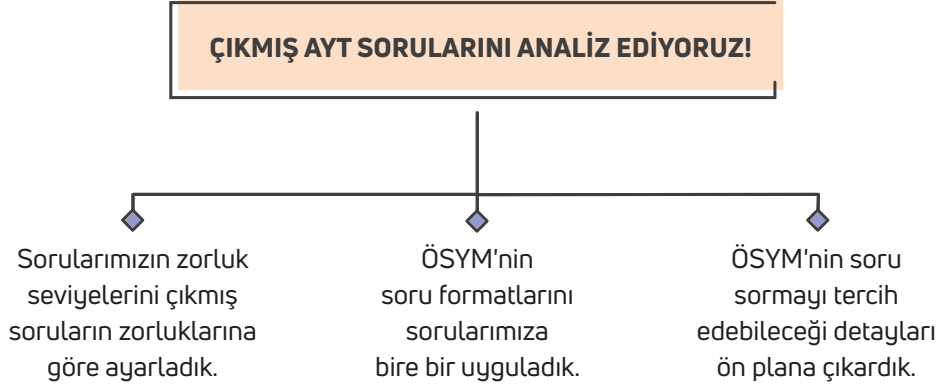 ÇIKMIŞ AYT SORULARINI ANALİZ EDİYORUZ!
Sorularımızın zorluk
seviyelerini çıkmış
soruların zorluklarına
göre ayarladık.
ÖSYM'nin
soru formatlarını
sorularımıza
bire bir uyguladık.
ÖSYM'nin soru
sormayı tercih
edebileceği detayları
ön plana çıkardık.